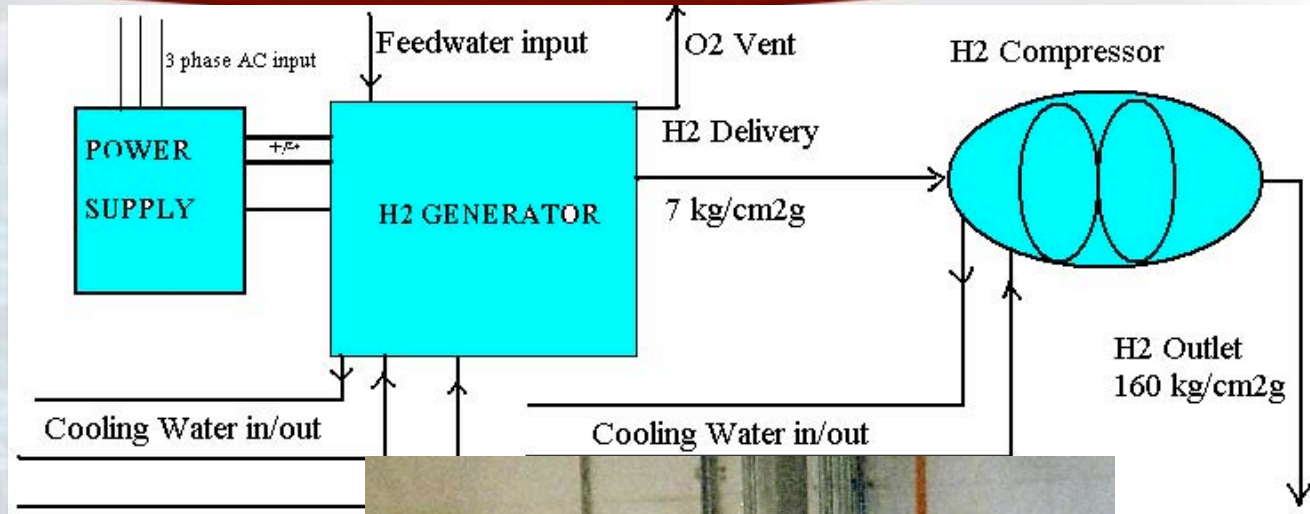 3 phase AC input
Feedwater input
O2 Vent
H2 Compressor
POWER
SUPPLY
H2 GENERATOR
H2 Delivery
7 kg/cm2g
H2 Outlet
160 kg/cm2g
Cooling Water in/out
Cooling Water in/out